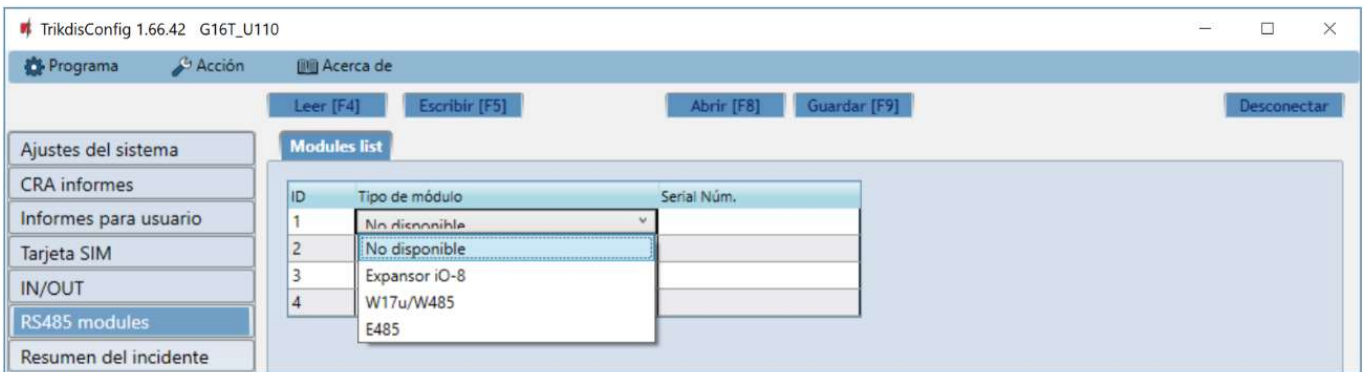 TrikdisConfig 1.66.42 G16T_U110
Programa Acción Acerca de
Leer [F4] Escribir [F5] Abrir [F8] Guardar [F9] Desconectar
Ajustes del sistema
CRA informes
Informes para usuario
Tarjeta SIM
IN/OUT
RS485 modules
Resumen del incidente
Modules list
ID Tipo de módulo Serial Núm.
1 No disponible
2 No disponible
3 Expansor iO-8
4 W17u/W485
E485